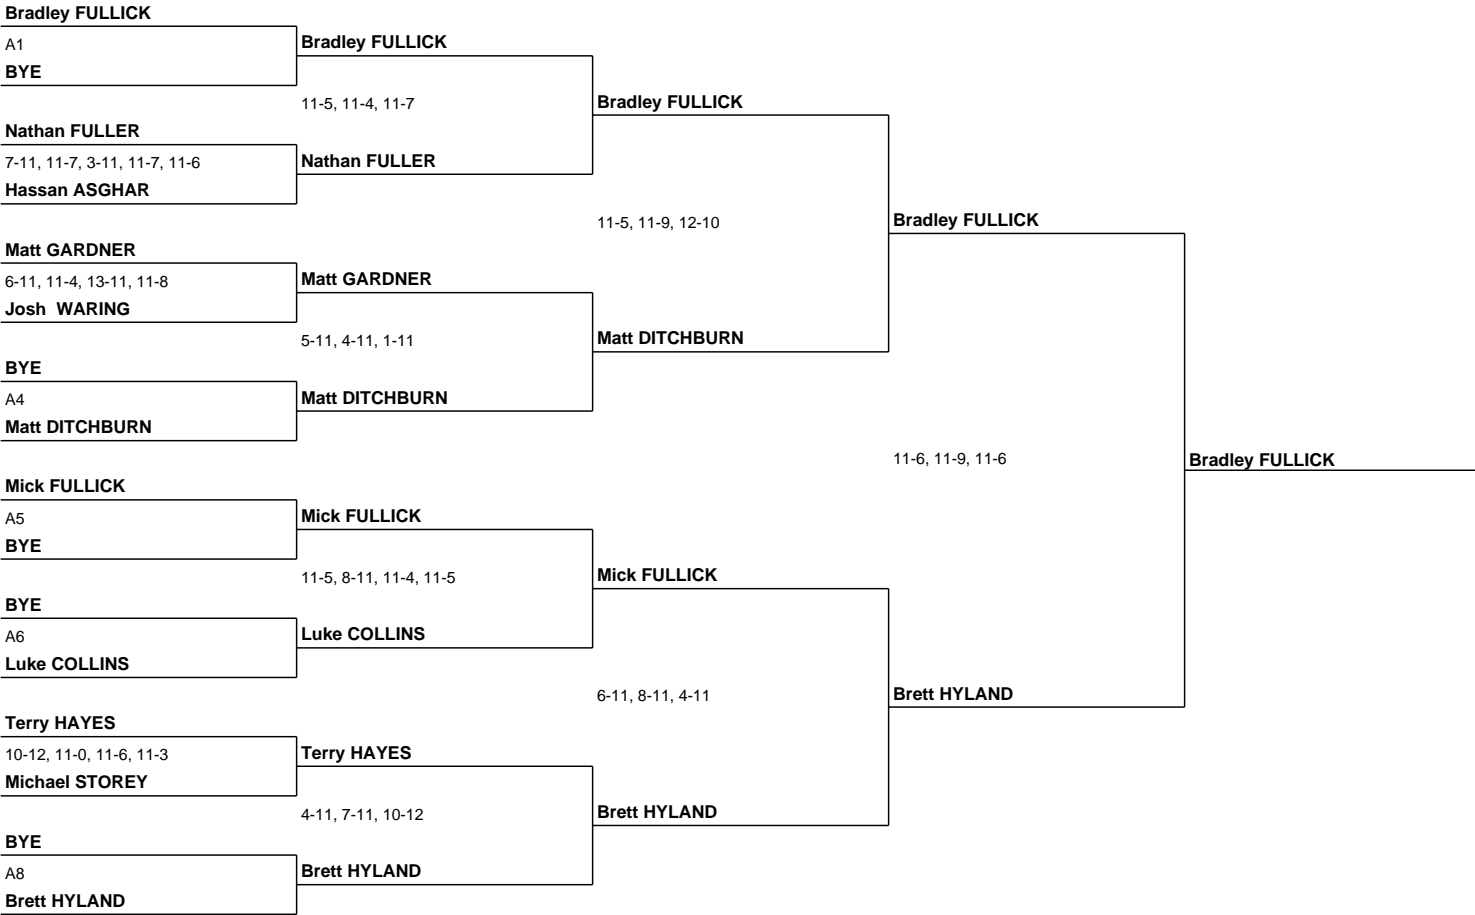 Bradley FULLICK
A1
BYE
Nathan FULLER
7-11, 11-7, 3-11, 11-7, 11-6
Hassan ASGHAR
Matt GARDNER
6-11, 11-4, 13-11, 11-8
Josh  WARING
BYE
A4
Matt DITCHBURN
Mick FULLICK
A5
BYE
BYE
A6
Luke COLLINS
Terry HAYES
10-12, 11-0, 11-6, 11-3
Michael STOREY
BYE
A8
Brett HYLAND
Bradley FULLICK
11-5, 11-4, 11-7
Nathan FULLER
Matt GARDNER
5-11, 4-11, 1-11
Matt DITCHBURN
Mick FULLICK
11-5, 8-11, 11-4, 11-5
Luke COLLINS
Terry HAYES
4-11, 7-11, 10-12
Brett HYLAND
Bradley FULLICK
11-5, 11-9, 12-10
Matt DITCHBURN
Mick FULLICK
6-11, 8-11, 4-11
Brett HYLAND
Bradley FULLICK
11-6, 11-9, 11-6
Brett HYLAND
Bradley FULLICK